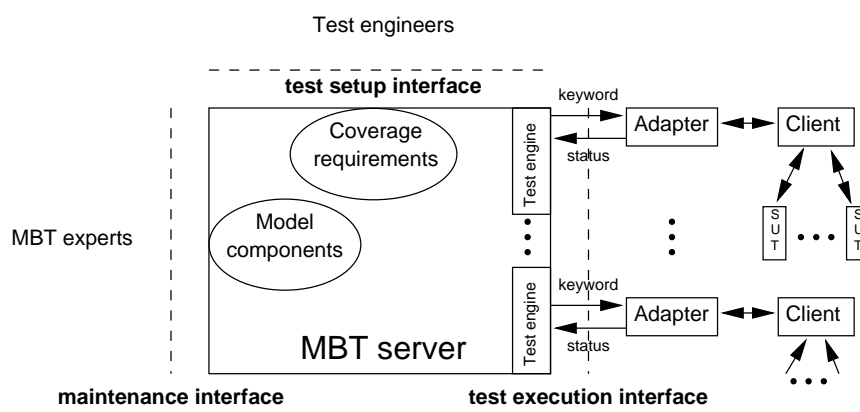 Test engineers
test setup interface
Coverage
requirements
Test engine
keyword
status
Adapter
Client
S
U
T
S
U
T
MBT experts
Model
components
MBT server
Test engine
keyword
status
Adapter
Client
maintenance interface
test execution interface